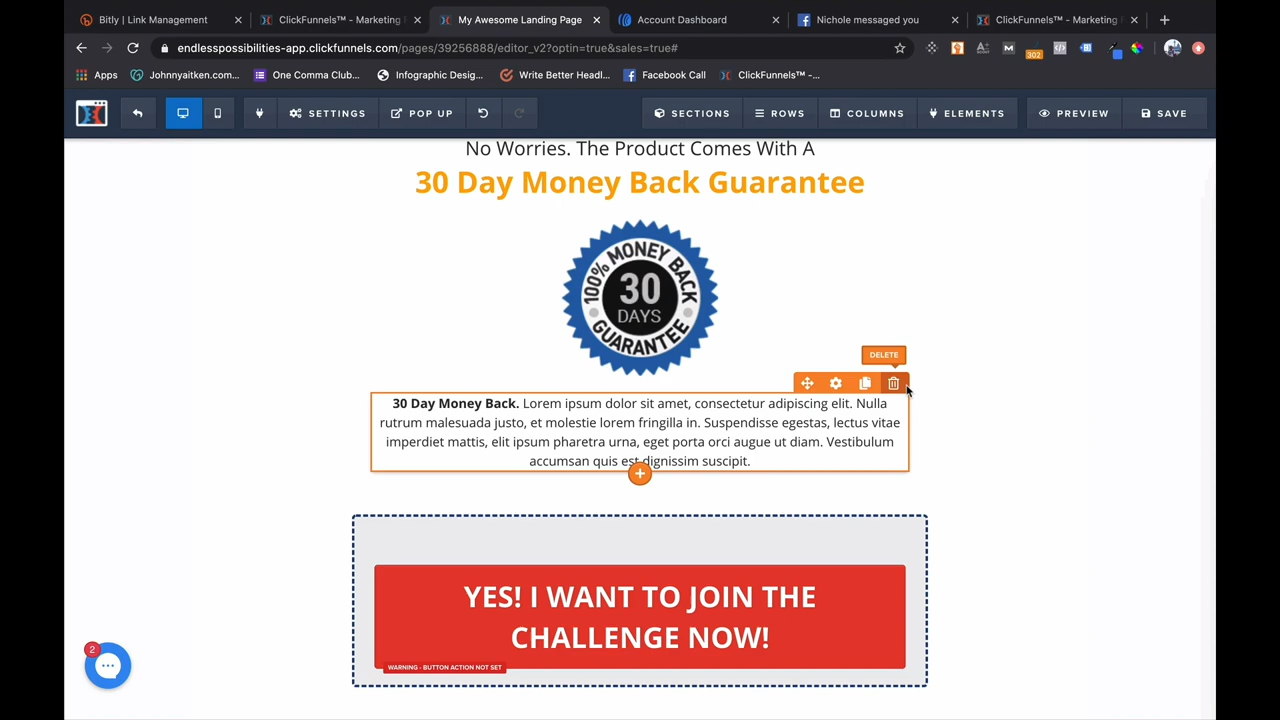 Bitly | Link Management
ClickFunnels™ - Marketing
My Awesome Landing Page
Account Dashboard
Nichole messaged you
ClickFunnels™ - Marketing
endlesspossibilities-app.clickfunnels.com/pages/39256888/editor_v2?optin=true&sales=true#
302
Apps
Johnnyaitken.com...
One Comma Club...
Infographic Desig...
Write Better Headl...
Facebook Call
ClickFunnels™ -...
SETTINGS
POP UP
SECTIONS
ROWS
COLUMNS
ELEMENTS
PREVIEW
SAVE
No Worries. The Product Comes With A
30 Day Money Back Guarantee
100% MONEY BACK
30
DAYS
GUARANTEE
DELETE
30 Day Money Back. Lorem ipsum dolor sit amet, consectetur adipiscing elit. Nulla
rutrum malesuada justo, et molestie lorem fringilla in. Suspendisse egestas, lectus vitae
imperdiet mattis, elit ipsum pharetra urna, eget porta orci augue ut diam. Vestibulum
accumsan quis est dignissim suscipit.
YES! I WANT TO JOIN THE
CHALLENGE NOW!
WARNING - BUTTON ACTION NOT SET
2